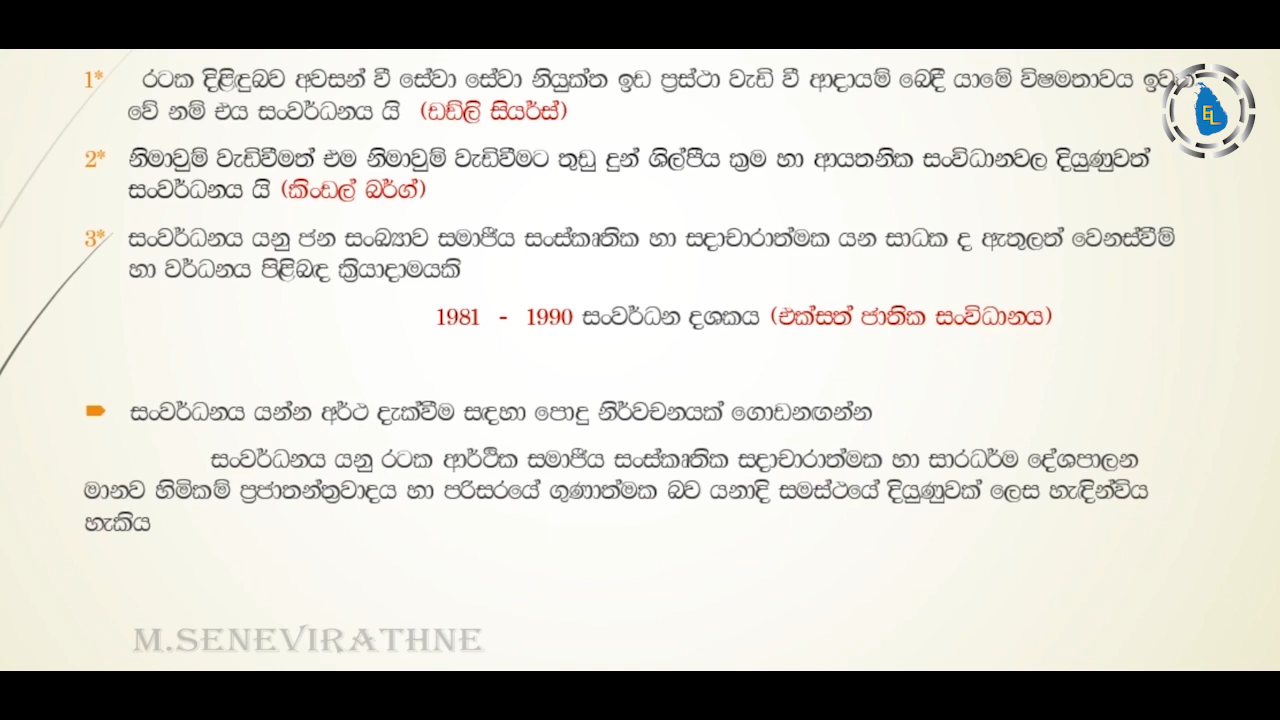 1* රටක දිළිඳුබව අවසන් වී සේවා සේවා නියුක්ත ඉඩ ප්‍රස්ථා වැඩි වී ආදායම් බෙදී යාමේ විෂමතාවය
වේ නම් එය සංවර්ධනය යි (ඩඩ්ලි සියර්ස්)
2* නිමාවුම් වැඩිවීමත් එම නිමාවුම් වැඩිවීමට තුඩු දුන් ශිල්පීය ක්‍රම හා ආයතනික සංවිධානවල දියුණුවත්
සංවර්ධනය යි (කින්ඩල් බර්ග්)
3* සංවර්ධනය යනු ජන සංඛ්‍යාව සමාජීය සංස්කෘතික හා සදාචාරාත්මක යන සාධක ද ඇතුලත් වෙනස්වීම්
හා වර්ධනය පිළිබඳ ක්‍රියාදාමයකි
1981 - 1990 සංවර්ධන දශකය (එක්සත් ජාතික සංවිධානය)
සංවර්ධනය යන්න අර්ථ දැක්වීම සඳහා පොදු නිර්වචනයක් ගොඩනඟන්න
සංවර්ධනය යනු රටක ආර්ථික සමාජීය සංස්කෘතික සදාචාරාත්මක හා සාරධර්ම දේශපාලන
මානව හිමිකම් ප්‍රජාතන්ත්‍රවාදය හා පරිසරයේ ගුණාත්මක බව යනාදි සමස්ථයේ දියුණුවක් ලෙස හැඳින්විය
හැකිය
EL
M.SENEVIRATHNE